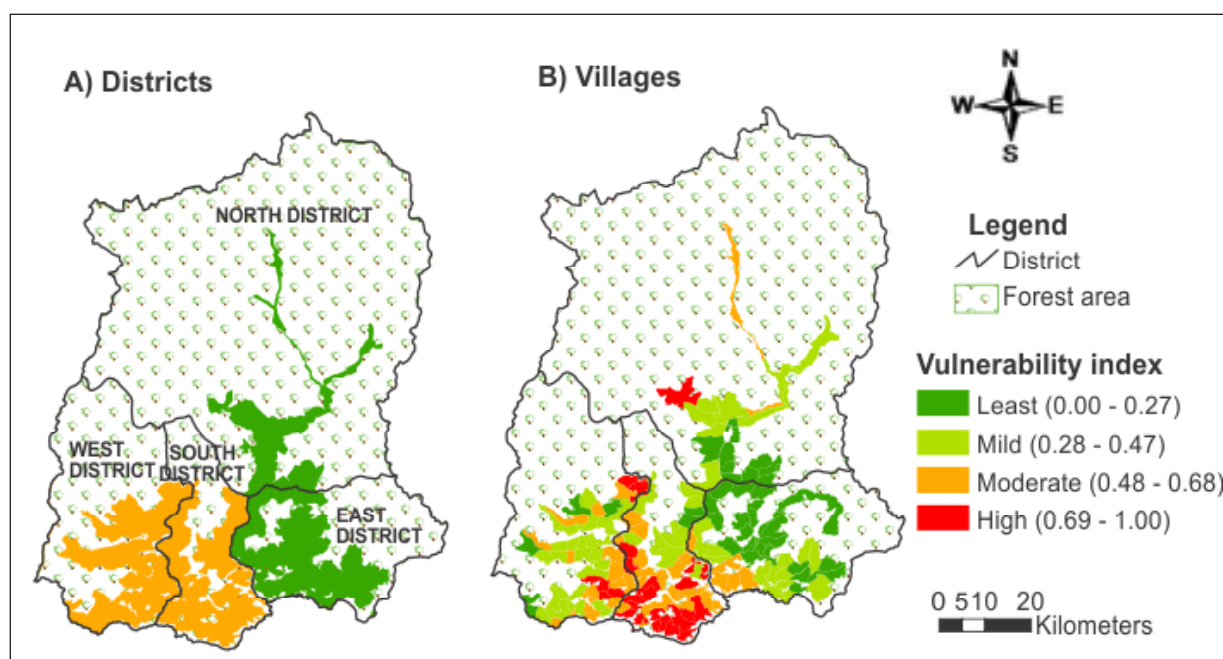 A) Districts
NORTH DISTRICT
WEST
DISTRICT
SOUTH
DISTRICT
EAST
DISTRICT
B) Villages
N
W
E
S
Legend
District
Forest area
Vulnerability index
Least (0.00 - 0.27)
Mild (0.28 - 0.47)
Moderate (0.48 - 0.68)
High (0.69 - 1.00)
0 510 20
Kilometers